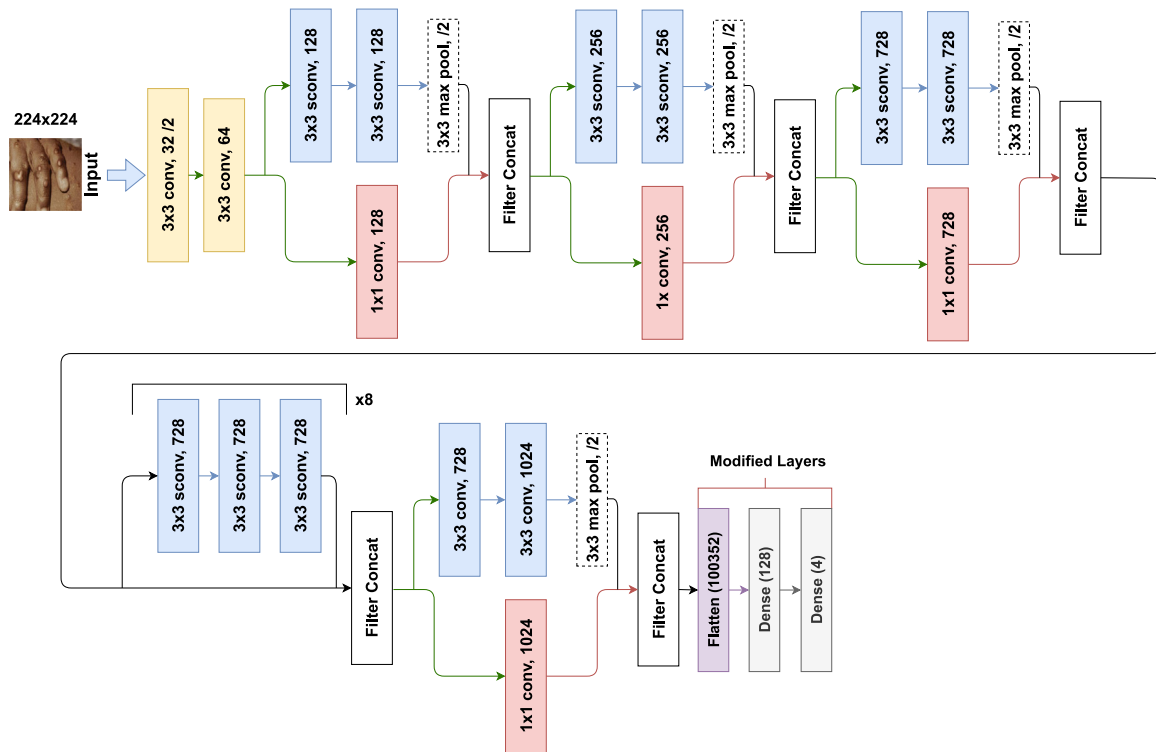 224x224
Input
3x3 conv, 32 /2
3x3 conv, 64
3x3 sconv, 128
3x3 sconv, 128
3x3 max pool, /2
1x1 conv, 128
Filter Concat
3x3 sconv, 256
3x3 sconv, 256
3x3 max pool, /2
1x conv, 256
Filter Concat
3x3 sconv, 728
3x3 sconv, 728
3x3 max pool, /2
1x1 conv, 728
Filter Concat
x8
3x3 sconv, 728
3x3 sconv, 728
3x3 sconv, 728
Filter Concat
3x3 conv, 728
3x3 conv, 1024
3x3 max pool, /2
1x1 conv, 1024
Filter Concat
Modified Layers
Flatten (100352)
Dense (128)
Dense (4)